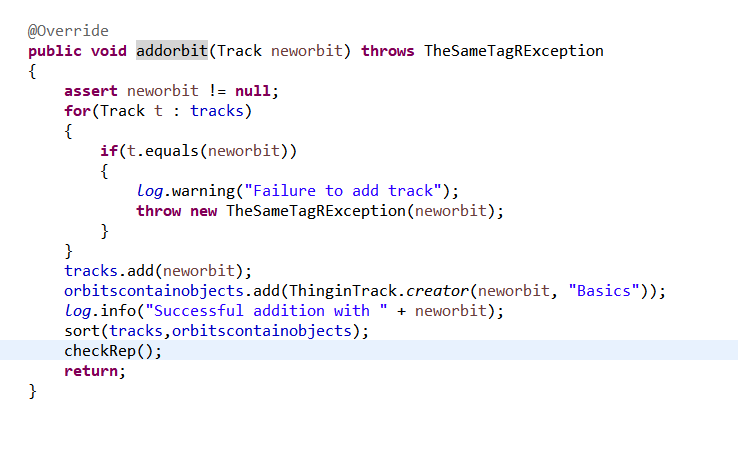 @Override
public void addorbit(Track neworbit) throws TheSameTagRException
{
    assert neworbit != null;
    for(Track t : tracks)
    {
        if(t.equals(neworbit))
        {
            log.warning("Failure to add track");
            throw new TheSameTagRException(neworbit);
        }
    }
    tracks.add(neworbit);
    orbitscontainobjects.add(ThinginTrack.creator(neworbit, "Basics"));
    log.info("Successful addition with " + neworbit);
    sort(tracks,orbitscontainobjects);
    checkRep();
    return;
}